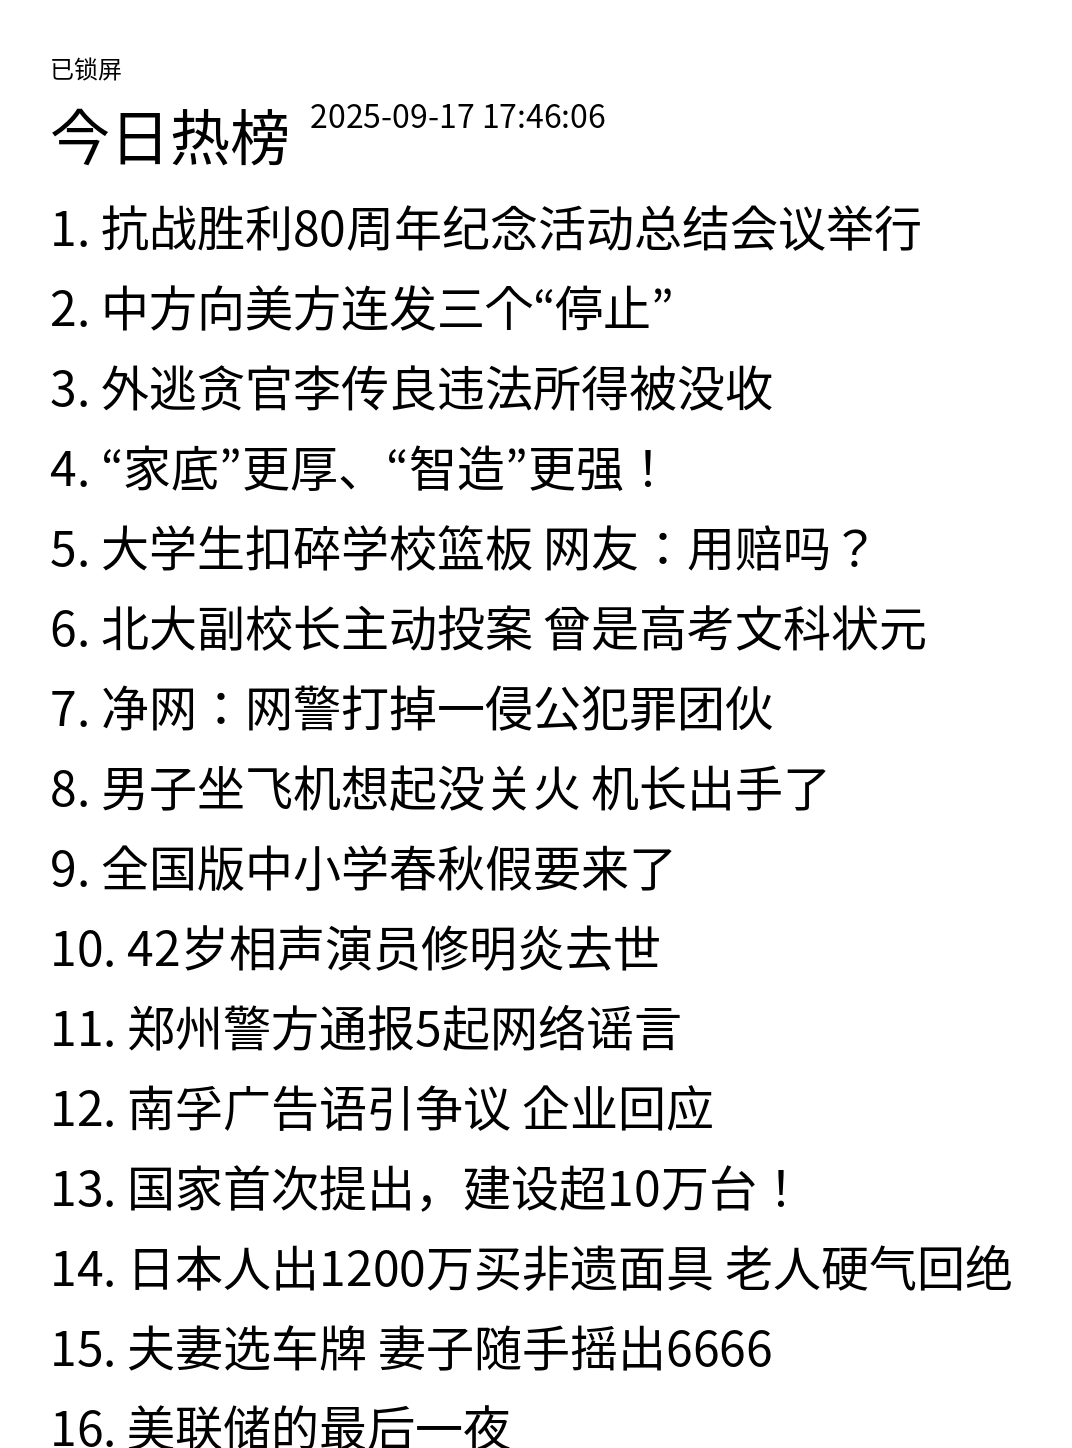 已锁屏
今日热榜 2025-09-17 17:46:06
1. 抗战胜利80周年纪念活动总结会议举行
2. 中方向美方连发三个“停止”
3. 外逃贪官李传良违法所得被没收
4. “家底”更厚、“智造”更强！
5. 大学生扣碎学校篮板 网友：用赔吗？
6. 北大副校长主动投案 曾是高考文科状元
7. 净网：网警打掉一侵公犯罪团伙
8. 男子坐飞机想起没关火 机长出手了
9. 全国版中小学春秋假要来了
10. 42岁相声演员修明炎去世
11. 郑州警方通报5起网络谣言
12. 南孚广告语引争议 企业回应
13. 国家首次提出，建设超10万台！
14. 日本人出1200万买非遗面具 老人硬气回绝
15. 夫妻选车牌 妻子随手摇出6666
16. 美联储的最后一夜